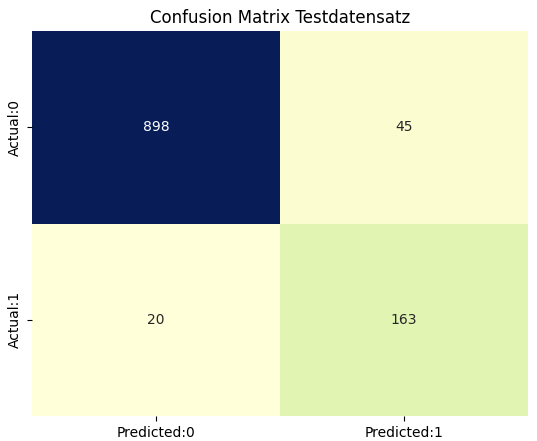 Confusion Matrix Testdatensatz
Actual:0
898
45
Actual:1
20
163
Predicted:0
Predicted:1